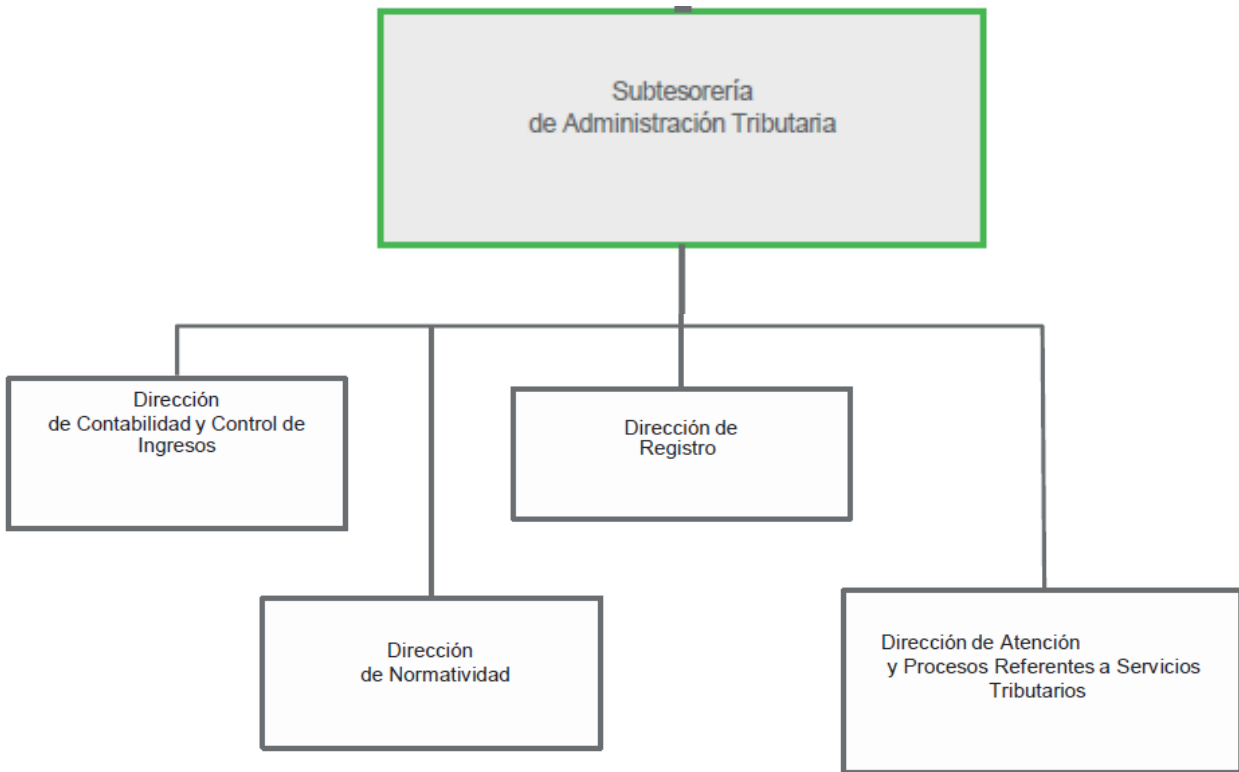 Subtesorería
de Administración Tributaria
Dirección
de Contabilidad y Control de
Ingresos
Dirección de
Registro
Dirección
de Normatividad
Dirección de Atención
y Procesos Referentes a Servicios
Tributarios